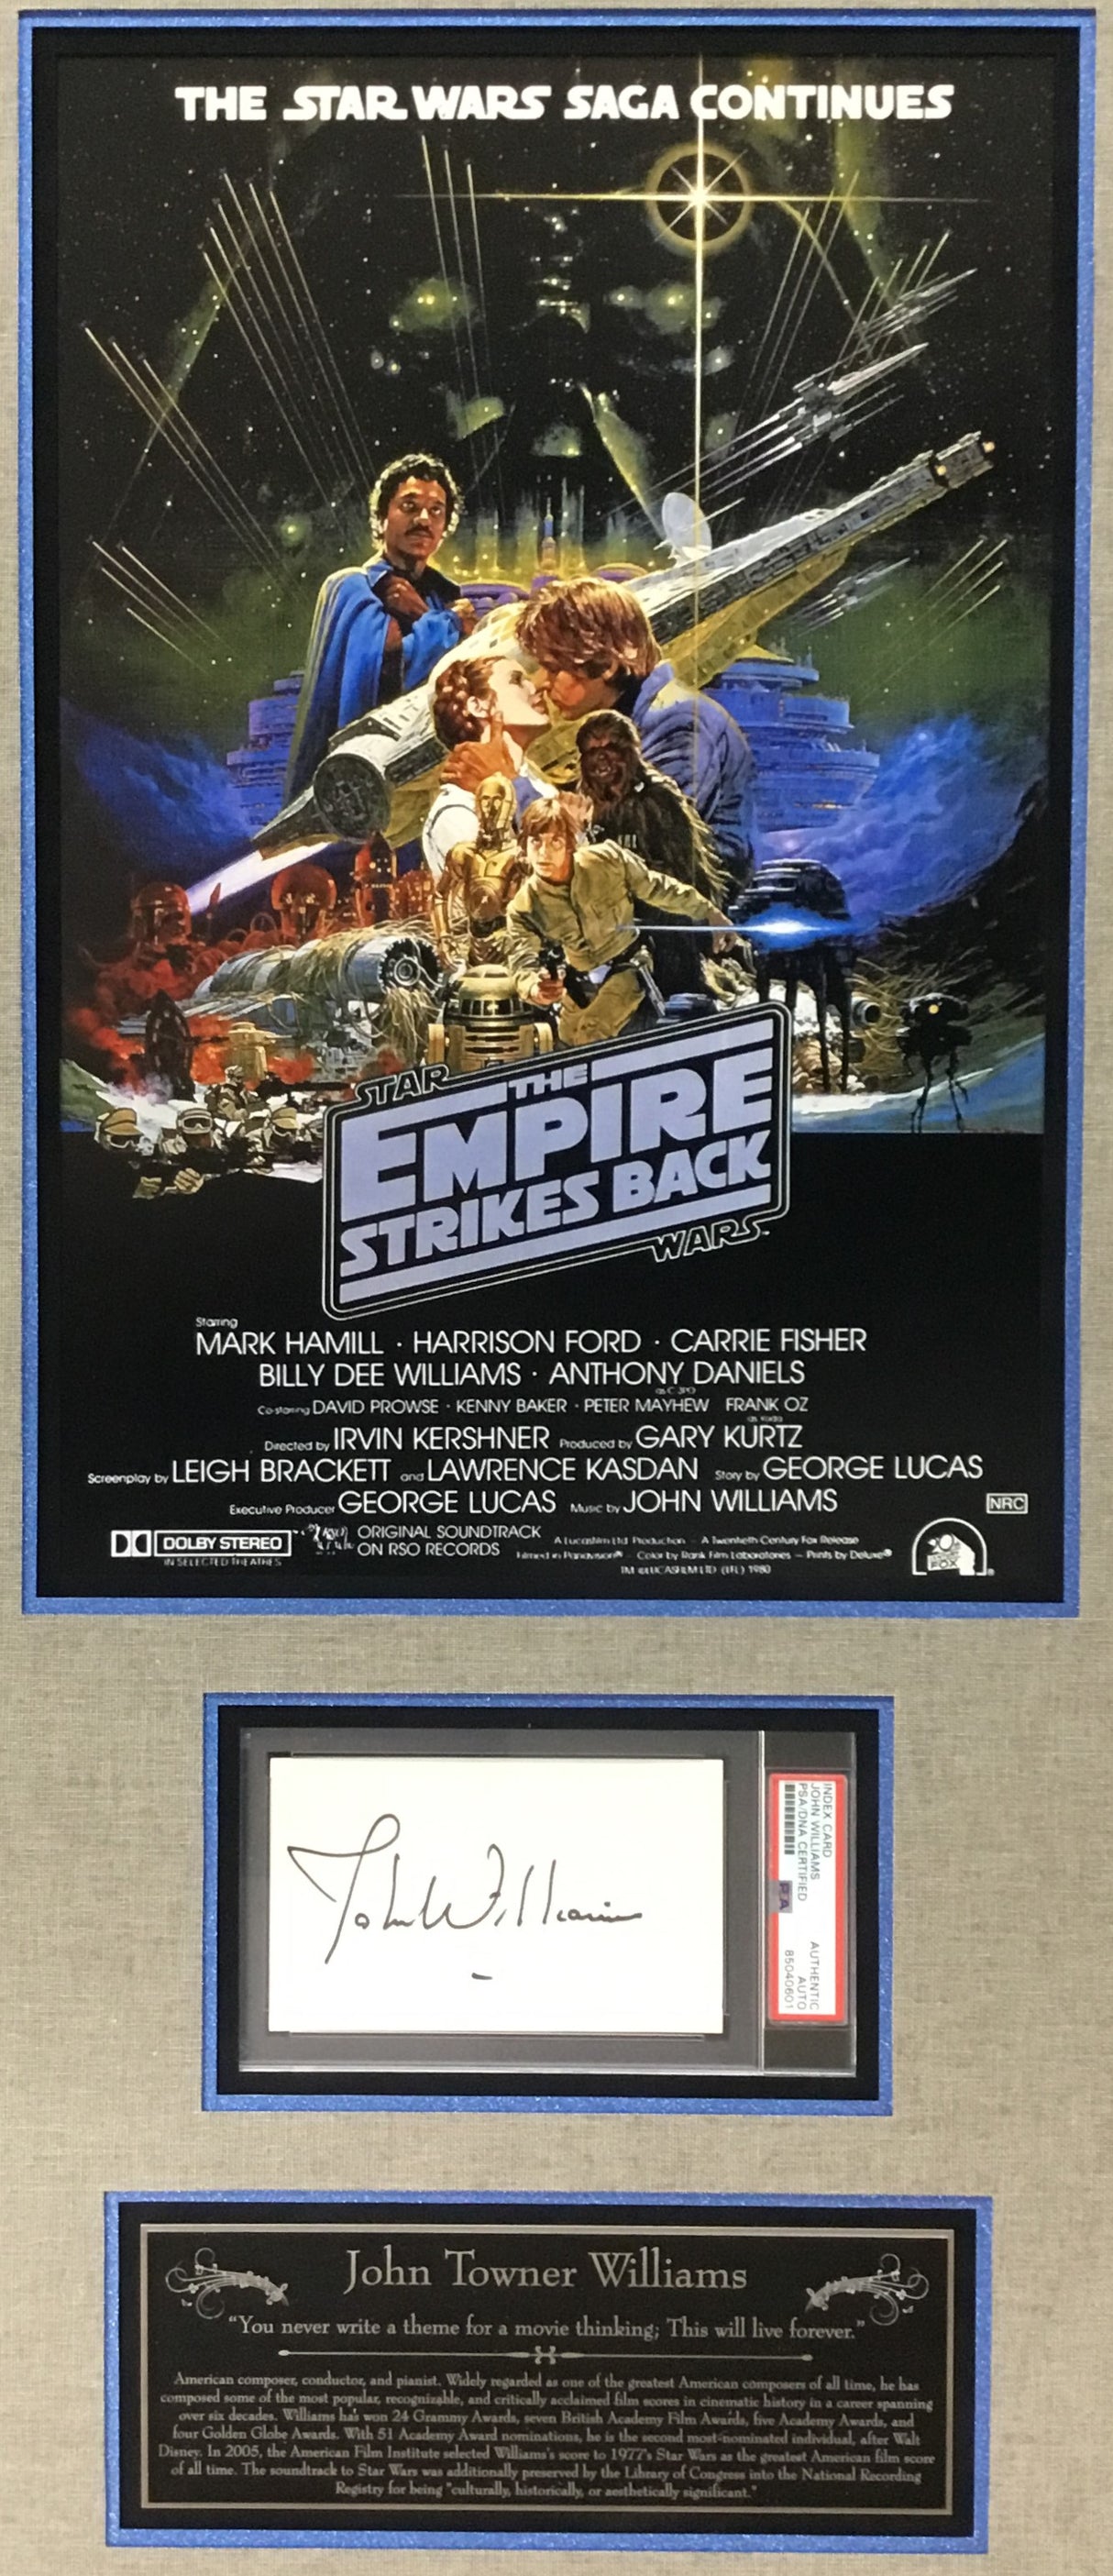 THE STAR WARS SAGA CONTINUES
STAR
THE
EMPIRE
STRIKES BACK
WARS
Starring
MARK HAMILL · HARRISON FORD · CARRIE FISHER
BILLY DEE WILLIAMS · ANTHONY DANIELS
as C-3PO
Co-starring DAVID PROWSE · KENNY BAKER · PETER MAYHEW FRANK OZ
as Yoda
Directed by IRVIN KERSHNER Produced by GARY KURTZ
Screenplay by LEIGH BRACKETT and LAWRENCE KASDAN Story by GEORGE LUCAS
Executive Producer GEORGE LUCAS Music by JOHN WILLIAMS
NRC
DOLBY STEREO
IN SELECTED THEATRES
ORIGINAL SOUNDTRACK
ON RSO RECORDS
A Lucasfilm Ltd Production – A Twentieth Century Fox Release
Filmed in Panavision® – Color by Rank Film Laboratories – Prints by Deluxe®
TM © LUCASFILM LTD (LFL) 1980
FOX
John Williams
INDEX CARD
JOHN WILLIAMS
PSA/DNA CERTIFIED
AUTHENTIC
AUTO
85040601
PSA
John Towner Williams
“You never write a theme for a movie thinking; This will live forever.”
American composer, conductor, and pianist. Widely regarded as one of the greatest American composers of all time, he has
composed some of the most popular, recognizable, and critically acclaimed film scores in cinematic history in a career spanning
over six decades. Williams has won 24 Grammy Awards, seven British Academy Film Awards, five Academy Awards, and
four Golden Globe Awards. With 51 Academy Award nominations, he is the second most-nominated individual, after Walt
Disney. In 2005, the American Film Institute selected Williams's score to 1977's Star Wars as the greatest American film score
of all time. The soundtrack to Star Wars was additionally preserved by the Library of Congress into the National Recording
Registry for being "culturally, historically, or aesthetically significant."